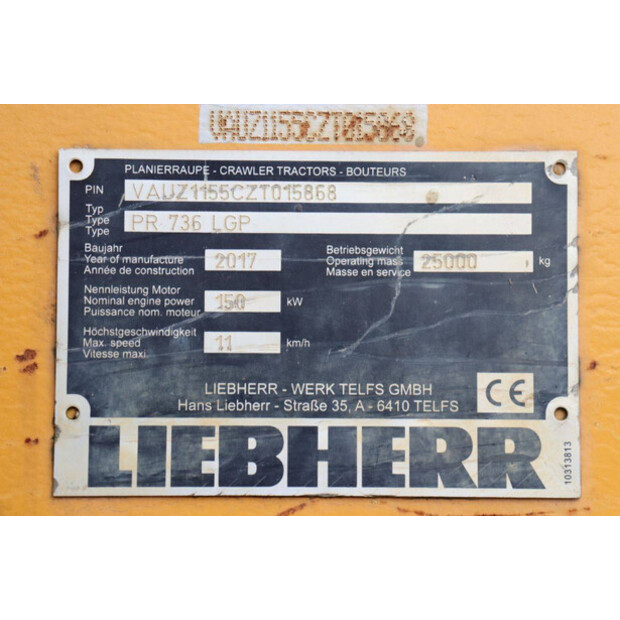 VAUZ1155CZT015868
PLANIERRAUPE - CRAWLER TRACTORS - BOUTEURS
PIN VAUZ1155CZT015868
Typ
Type PR 736 LGP
Type
Baujahr
Year of manufacture 2017
Année de construction
Betriebsgewicht
Operating mass 25000 kg
Masse en service
Nennleistung Motor
Nominal engine power 150 kW
Puissance nom. moteur
Höchstgeschwindigkeit
Max. speed 11 km/h
Vitesse maxi.
LIEBHERR - WERK TELFS GMBH
Hans Liebherr - Straße 35, A - 6410 TELFS
CE
LIEBHERR
10313813